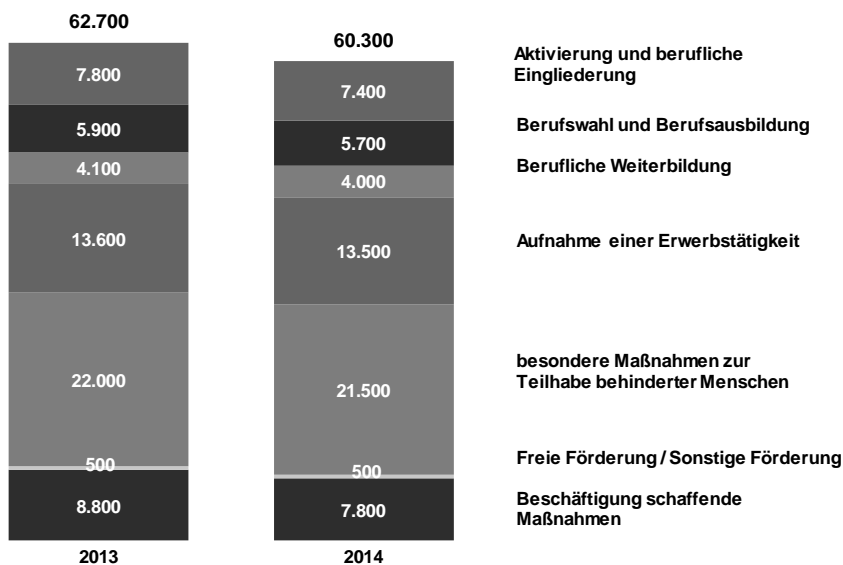 62.700
60.300
Aktivierung und berufliche
Eingliederung
7.800
7.400
Berufswahl und Berufsausbildung
5.900
5.700
Berufliche Weiterbildung
4.100
4.000
Aufnahme einer Erwerbstätigkeit
13.600
13.500
besondere Maßnahmen zur
Teilhabe behinderter Menschen
22.000
21.500
Freie Förderung / Sonstige Förderung
500
500
Beschäftigung schaffende
Maßnahmen
8.800
7.800
2013
2014